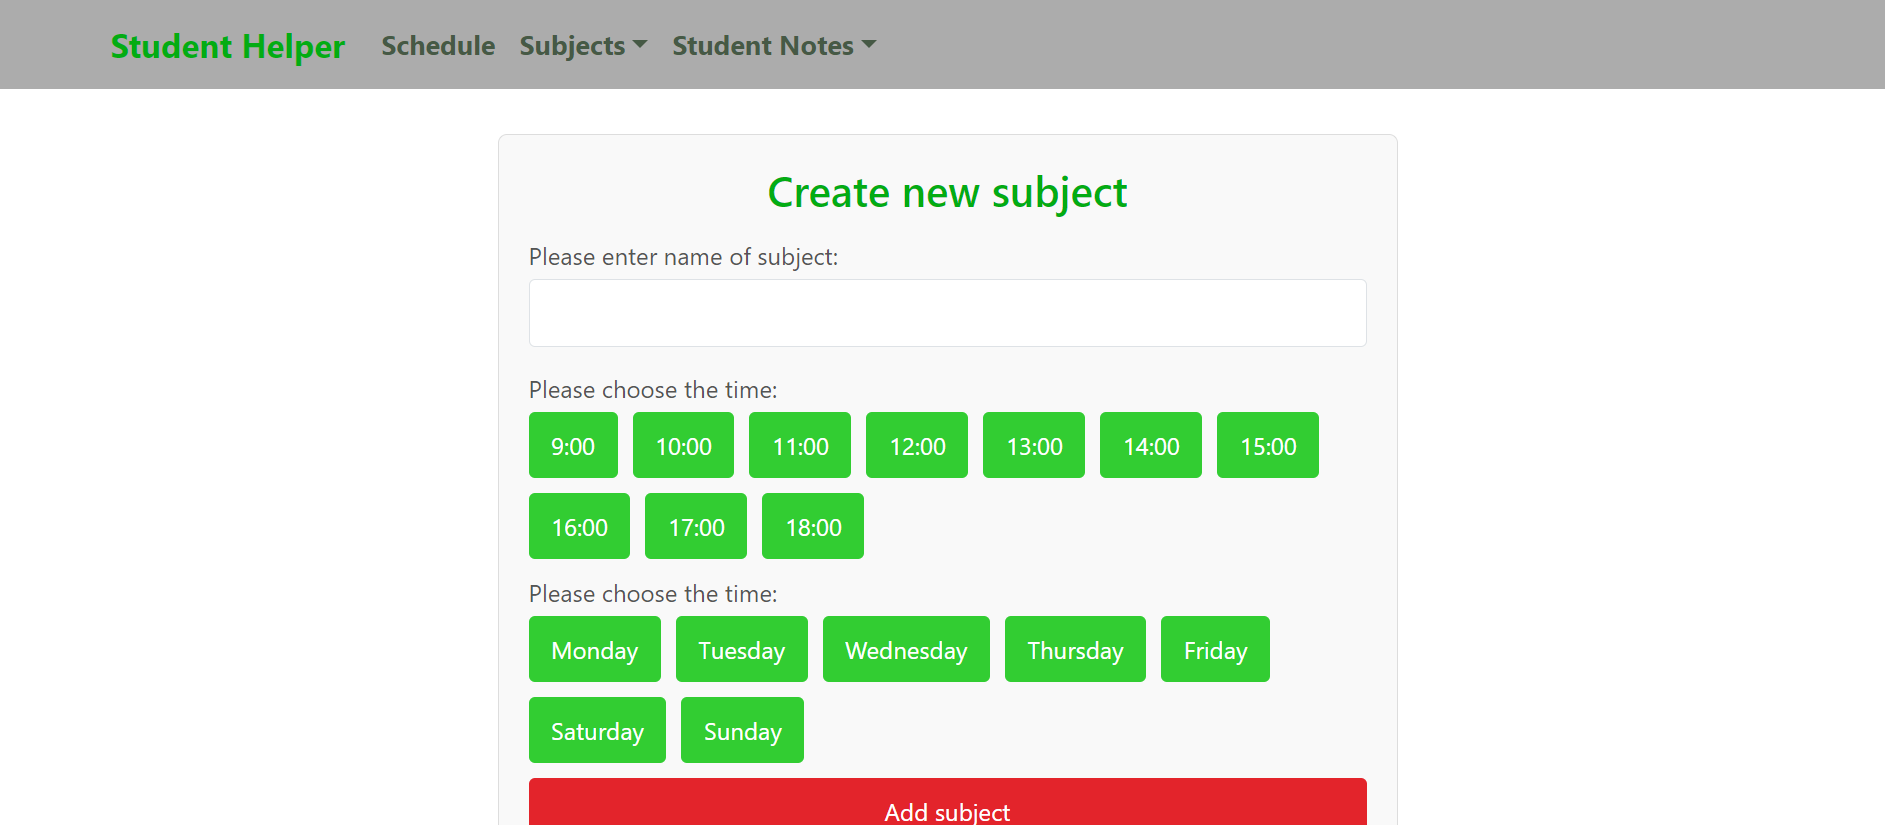 Student Helper Schedule Subjects Student Notes
Create new subject
Please enter name of subject:
Please choose the time:
9:00 10:00 11:00 12:00 13:00 14:00 15:00
16:00 17:00 18:00
Please choose the time:
Monday Tuesday Wednesday Thursday Friday
Saturday Sunday
Add subject